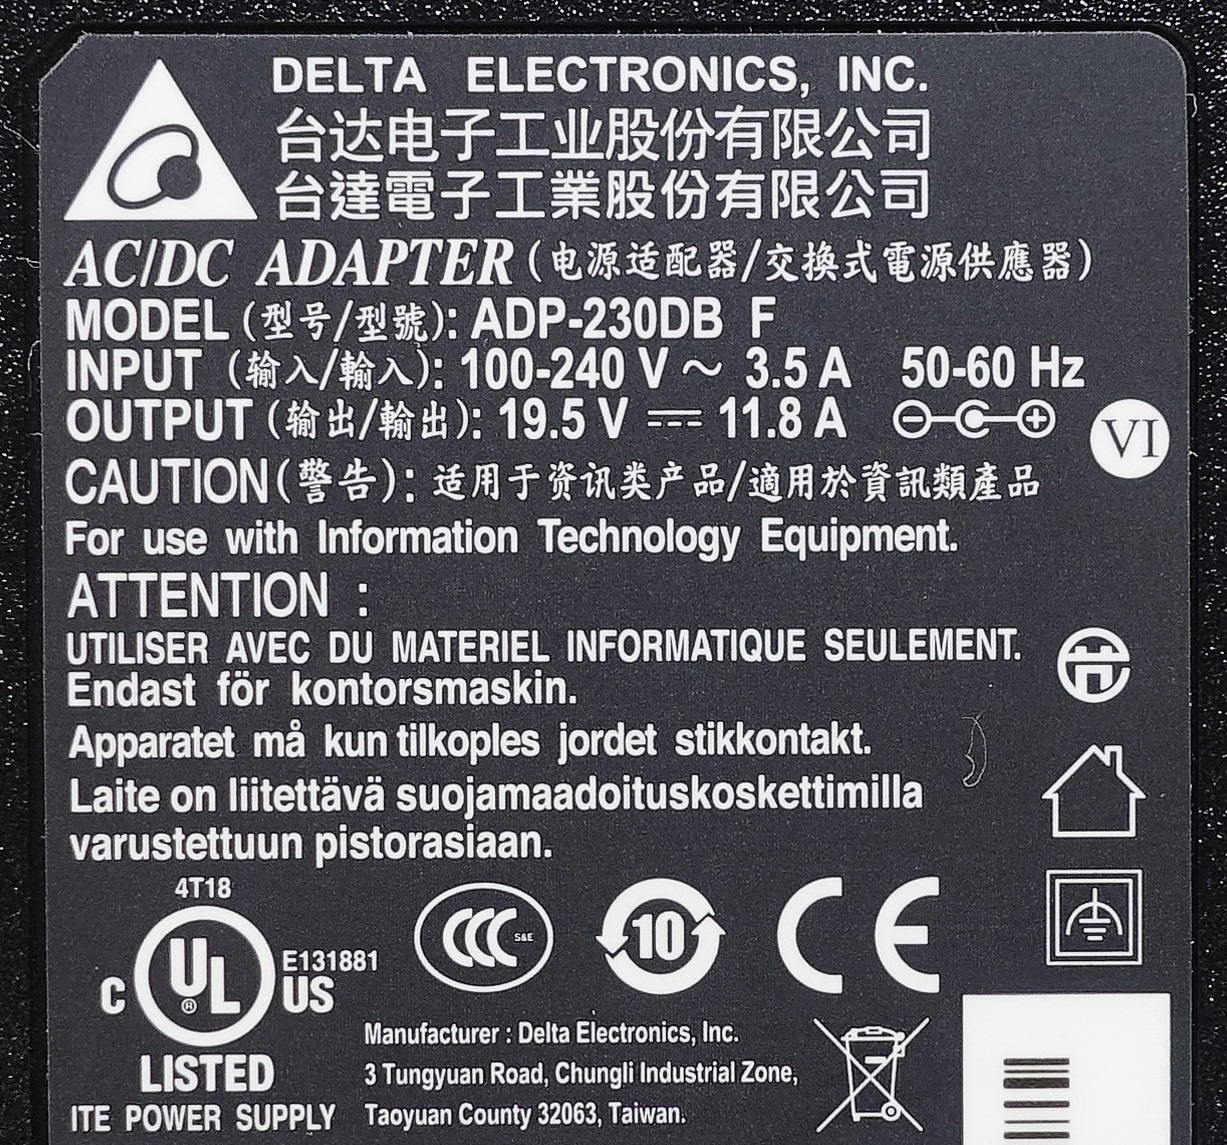 DELTA ELECTRONICS, INC.
台达电子工业股份有限公司
台達電子工業股份有限公司
AC/DC ADAPTER (电源适配器/交換式電源供應器)
MODEL (型号/型號): ADP-230DB F
INPUT (输入/輸入): 100-240 V ~ 3.5 A 50-60 Hz
OUTPUT (输出/輸出): 19.5 V ⎓ 11.8 A
VI
CAUTION(警告): 适用于资讯类产品/適用於資訊類產品
For use with Information Technology Equipment.
ATTENTION :
UTILISER AVEC DU MATERIEL INFORMATIQUE SEULEMENT.
Endast för kontorsmaskin.
Apparatet må kun tilkoples jordet stikkontakt.
Laite on liitettävä suojamaadoituskoskettimilla
varustettuun pistorasiaan.
4T18
C UL ® US E131881
LISTED
ITE POWER SUPPLY
CCC S&E
10
CE
Manufacturer : Delta Electronics, Inc.
3 Tungyuan Road, Chungli Industrial Zone,
Taoyuan County 32063, Taiwan.